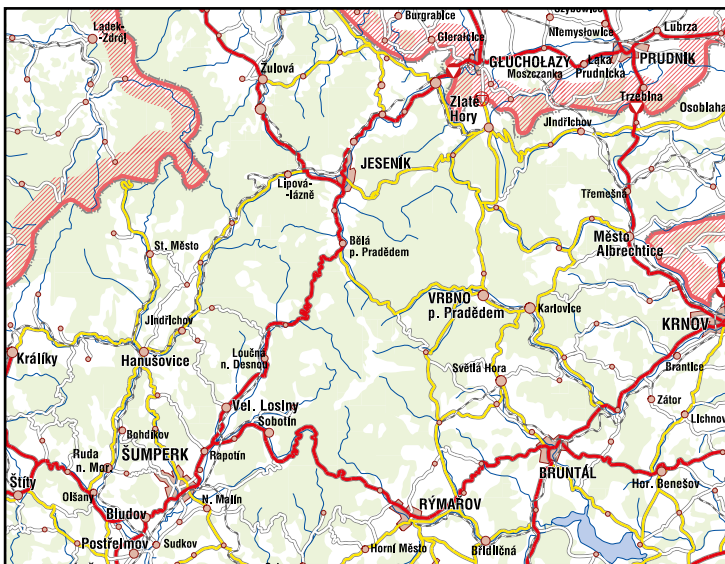 Ladek-
-Zdrój
Burgrabice
Gierałcice
Szybowice
Niemysłowice
Lubrza
GŁUCHOŁAZY
Moszczanka
Łąka
Prudnicka
PRUDNÍK
Žulová
Zlaté
Hory
Trzebina
Osoblaha
Jindřichov
JESENÍK
Lipová-
-lázně
Třemešná
Bělá
p. Pradědem
Město
Albrechtice
St. Město
VRBNO
p. Pradědem
Karlovice
KRNOV
Jindřichov
Králíky
Hanušovice
Loučná
n. Desnou
Brantice
Světlá Hora
Zátor
Lichnov
Vel. Losiny
Sobotín
Bohdíkov
ŠUMPERK
Rapotín
Ruda
n. Mor.
BRUNTÁL
Hor. Benešov
Štíty
Olšany
N. Malín
RÝMAŘOV
Bludov
Postřelmov
Sudkov
Horní Město
Břidličná